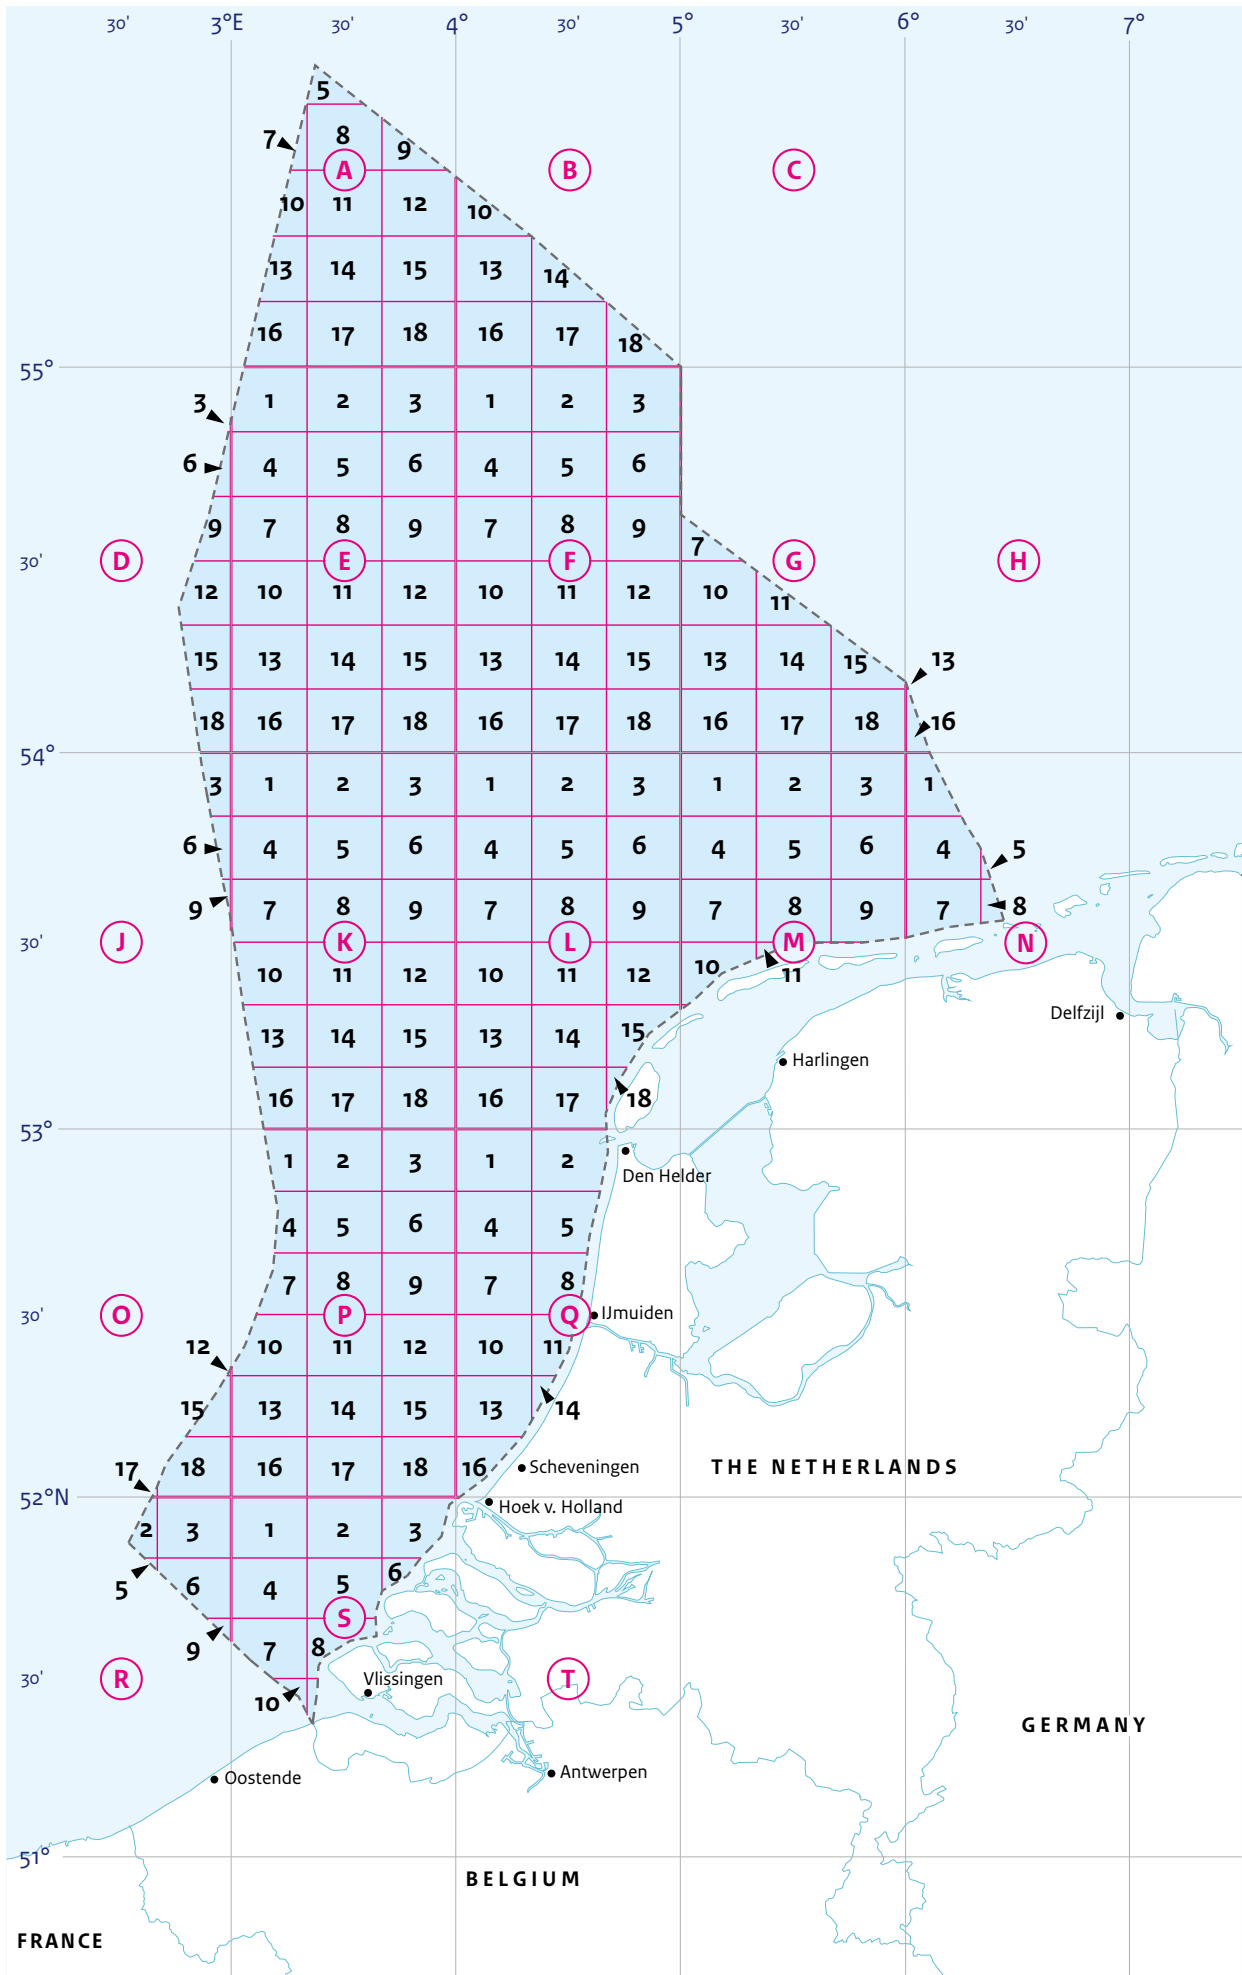 30' 3°E 30' 4° 30' 5° 30' 6° 30' 7°
5
7 8 9
A B C
10 11 12 10
13 14 15 13 14
16 17 18 16 17 18
55°
3 1 2 3 1 2 3
6 4 5 6 4 5 6
9 7 8 9 7 8 9 7
30' D E F G H
12 10 11 12 10 11 12 10 11
15 13 14 15 13 14 15 13 14 15 13
18 16 17 18 16 17 18 16 17 18 16
54°
3 1 2 3 1 2 3 1 2 3 1
6 4 5 6 4 5 6 4 5 6 4 5
9 7 8 9 7 8 9 7 8 9 7 8
30' J K L M N
10 11 12 10 11 12 10 11
Delfzijl
13 14 15 13 14 15
Harlingen
16 17 18 16 17 18
53°
1 2 3 1 2
Den Helder
4 5 6 4 5
7 8 9 7 8
30' O P Q IJmuiden
12 10 11 12 10 11
15 13 14 15 13 14
17 18 16 17 18 16 Scheveningen THE NETHERLANDS
52°N
Hoek v. Holland
2 3 1 2 3
5 6 4 5 6
S
9 7 8
30' R Vlissingen T
10
GERMANY
Oostende Antwerpen
51°
BELGIUM
FRANCE